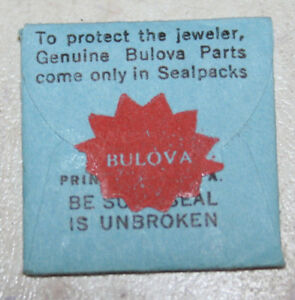 To protect the jeweler,
Genuine Bulova Parts
come only in Sealpacks
BULOVA
BE SEAL
IS UNBROKEN